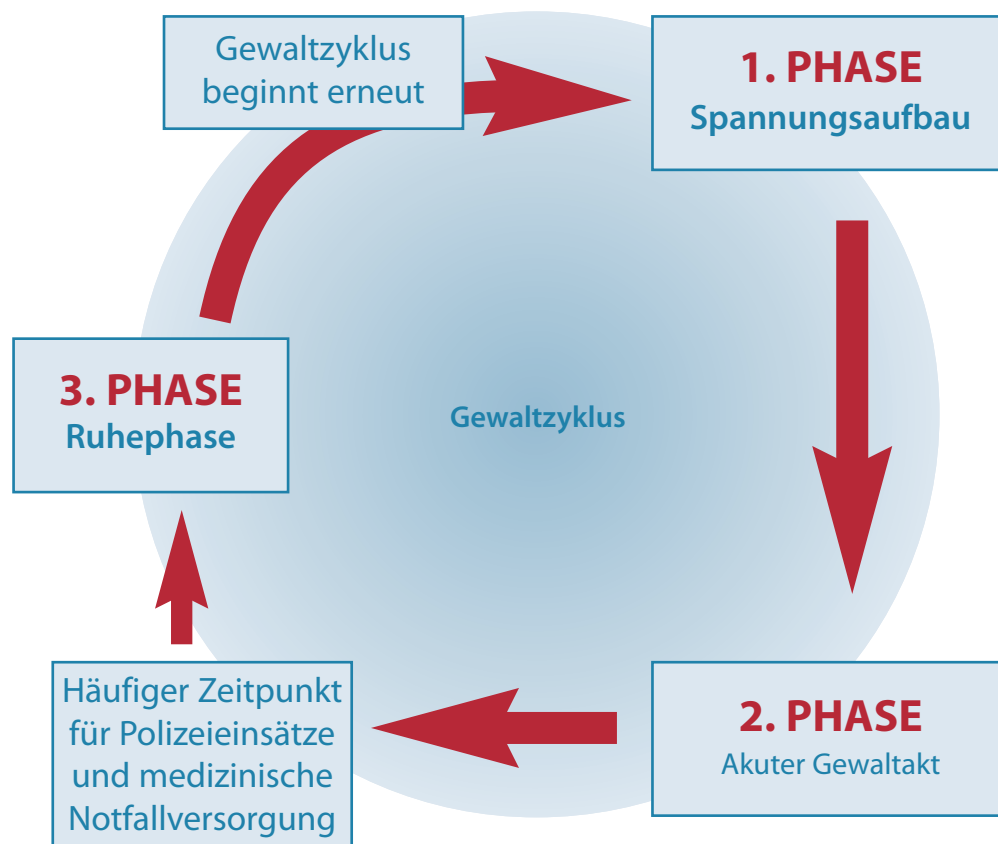 Gewaltzyklus
beginnt erneut
1. PHASE
Spannungsaufbau
3. PHASE
Ruhephase
Gewaltzyklus
Häufiger Zeitpunkt
für Polizeieinsätze
und medizinische
Notfallversorgung
2. PHASE
Akuter Gewaltakt